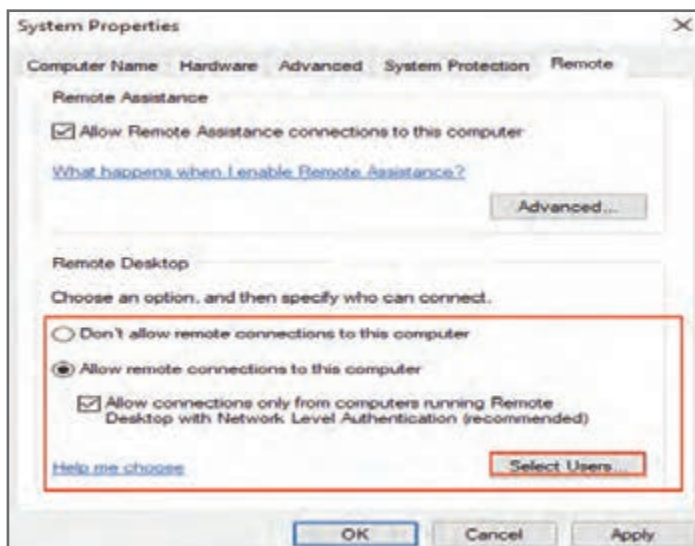 System Properties
Computer Name Hardware Advanced System Protection Remote
Remote Assistance
Allow Remote Assistance connections to this computer
What happens when I enable Remote Assistance?
Advanced...
Remote Desktop
Choose an option, and then specify who can connect.
Don't allow remote connections to this computer
Allow remote connections to this computer
Allow connections only from computers running Remote
Desktop with Network Level Authentication (recommended)
Help me choose Select Users...
OK Cancel Apply